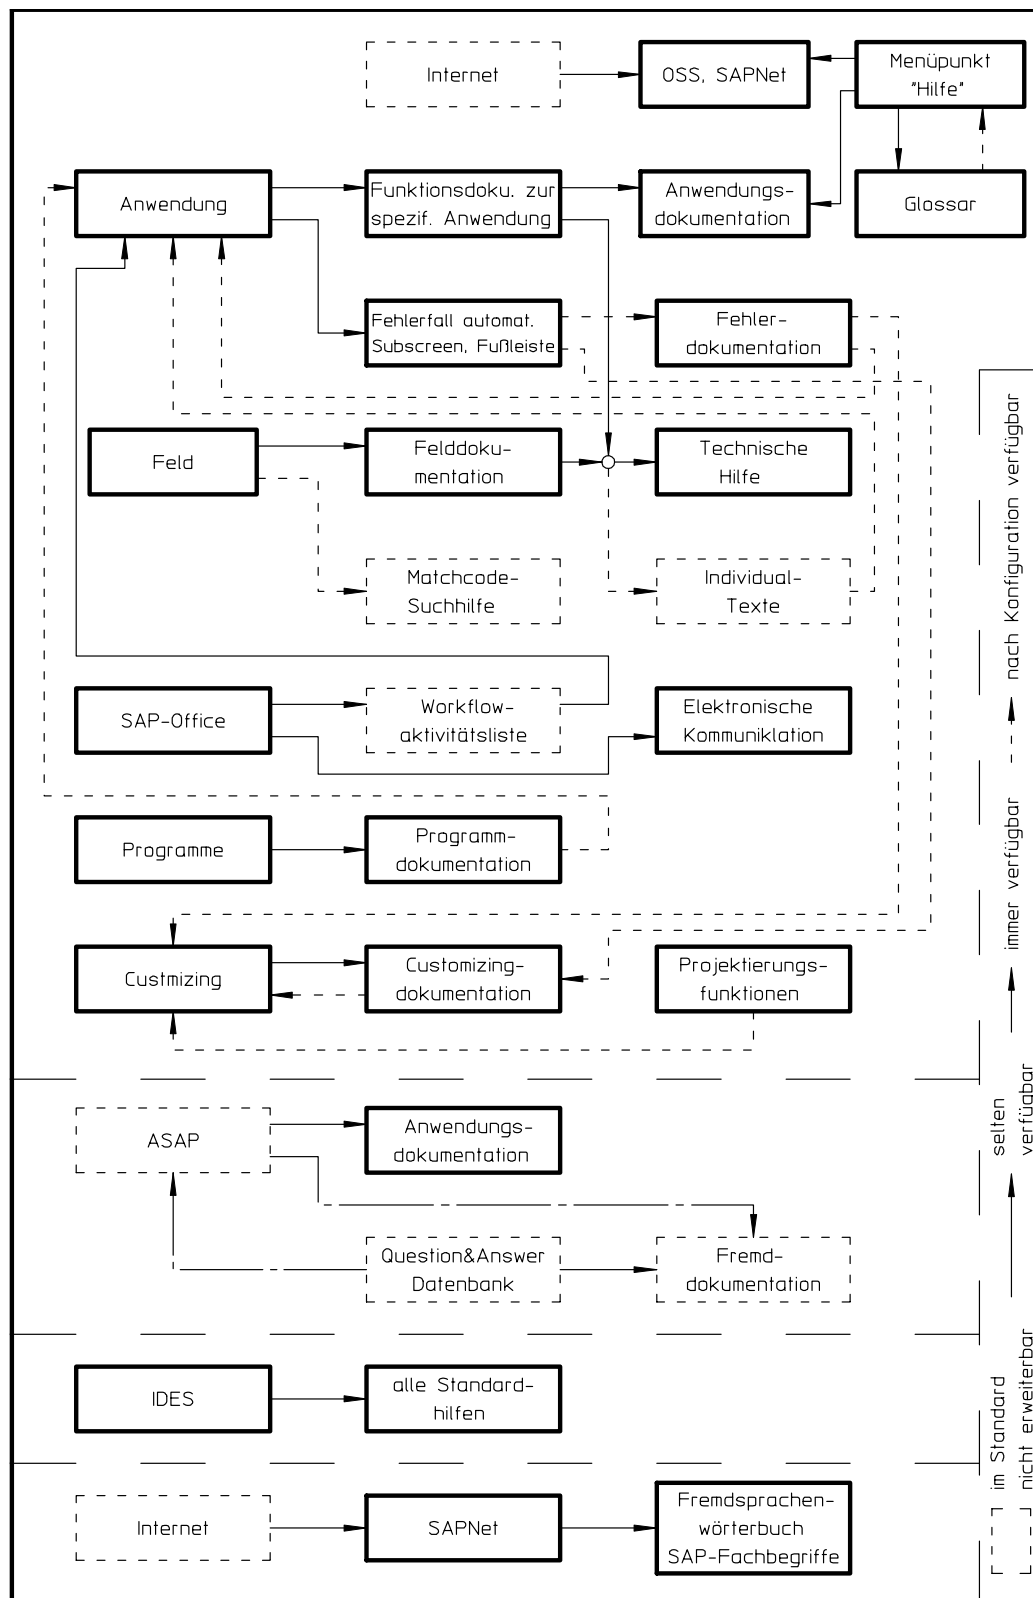 Internet
OSS, SAPNet
Menüpunkt
"Hilfe"
Anwendung
Funktionsdoku. zur
spezif. Anwendung
Anwendungs-
dokumentation
Glossar
Fehlerfall automat.
Subscreen, Fußleiste
Fehler-
dokumentation
Feld
Felddoku-
mentation
Technische
Hilfe
Matchcode-
Suchhilfe
Individual-
Texte
SAP-Office
Workflow-
aktivitätsliste
Elektronische
Kommuniklation
Programme
Programm-
dokumentation
Custmizing
Customizing-
dokumentation
Projektierungs-
funktionen
ASAP
Anwendungs-
dokumentation
Question&Answer
Datenbank
Fremd-
dokumentation
IDES
alle Standard-
hilfen
Internet
SAPNet
Fremdsprachen-
wörterbuch
SAP-Fachbegriffe
im Standard
nicht erweiterbar
selten
verfügbar
immer verfügbar
nach Konfiguration verfügbar